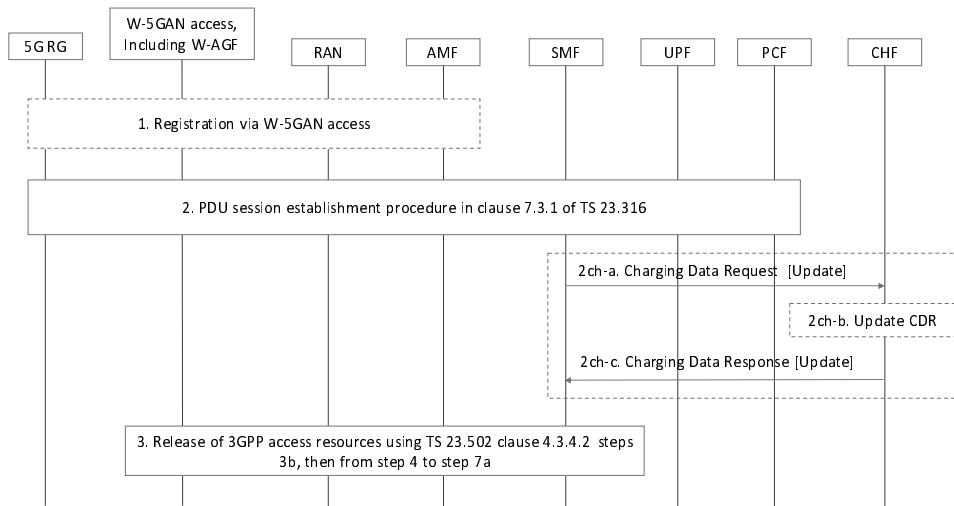 5G RG
W-5GAN access,
Including W-AGF
RAN
AMF
SMF
UPF
PCF
CHF
1. Registration via W-5GAN access
2. PDU session establishment procedure in clause 7.3.1 of TS 23.316
2ch-a. Charging Data Request [Update]
2ch-b. Update CDR
2ch-c. Charging Data Response [Update]
3. Release of 3GPP access resources using TS 23.502 clause 4.3.4.2 steps
3b, then from step 4 to step 7a